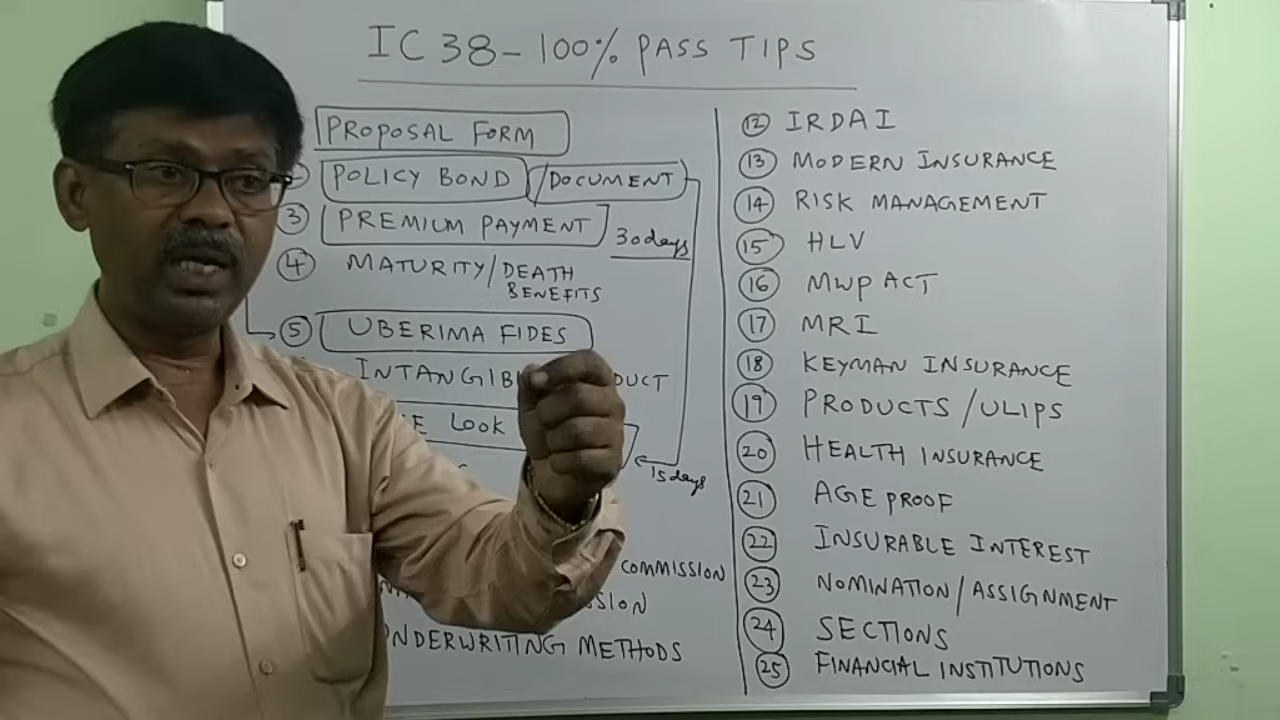 IC 38 - 100% PASS TIPS
PROPOSAL FORM
POLICY BOND /DOCUMENT
3 PREMIUM PAYMENT
30 days
4 MATURITY/DEATH
BENEFITS
5 UBERIMA FIDES
INTANGIB
LOOK
15 days
COMMISSION
UNDERWRITING METHODS
12 IRDAI
13 MODERN INSURANCE
14 RISK MANAGEMENT
15 HLV
16 MWP ACT
17 MRI
18 KEYMAN INSURANCE
19 PRODUCTS /ULIPS
20 HEALTH INSURANCE
21 AGE PROOF
22 INSURABLE INTEREST
23 NOMINATION/ASSIGNMENT
24 SECTIONS
25 FINANCIAL INSTITUTIONS